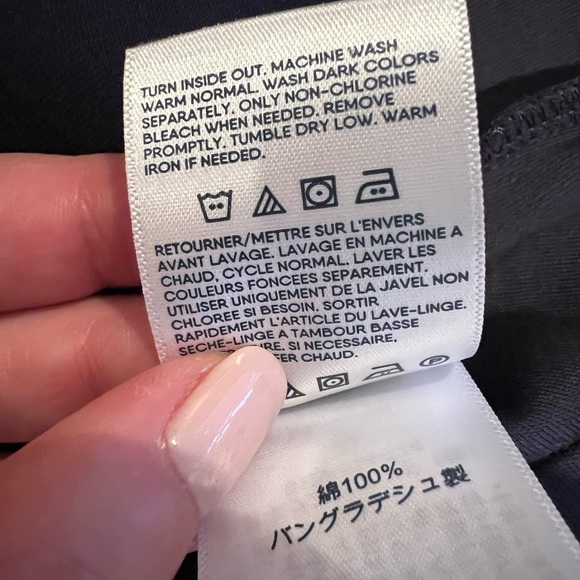 TURN INSIDE OUT. MACHINE WASH
WARM NORMAL. WASH DARK COLORS
SEPARATELY. ONLY NON-CHLORINE
BLEACH WHEN NEEDED. REMOVE
PROMPTLY. TUMBLE DRY LOW. WARM
IRON IF NEEDED.
RETOURNER/METTRE SUR L'ENVERS
AVANT LAVAGE. LAVAGE EN MACHINE A
CHAUD. CYCLE NORMAL. LAVER LES
COULEURS FONCEES SEPAREMENT.
UTILISER UNIQUEMENT DE LA JAVEL NON
CHLOREE SI BESOIN. SORTIR
RAPIDEMENT L'ARTICLE DU LAVE-LINGE.
SECHE-LINGE A TAMBOUR BASSE
SI NECESSAIRE,
CHAUD.
P
綿100%
バングラデシュ製